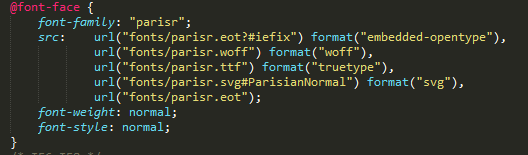 @font-face {
    font-family: "parisr";
    src:    url("fonts/parisr.eot?#iefix") format("embedded-opentype"),
            url("fonts/parisr.woff") format("woff"),
            url("fonts/parisr.ttf") format("truetype"),
            url("fonts/parisr.svg#ParisianNormal") format("svg"),
            url("fonts/parisr.eot");
    font-weight: normal;
    font-style: normal;
}